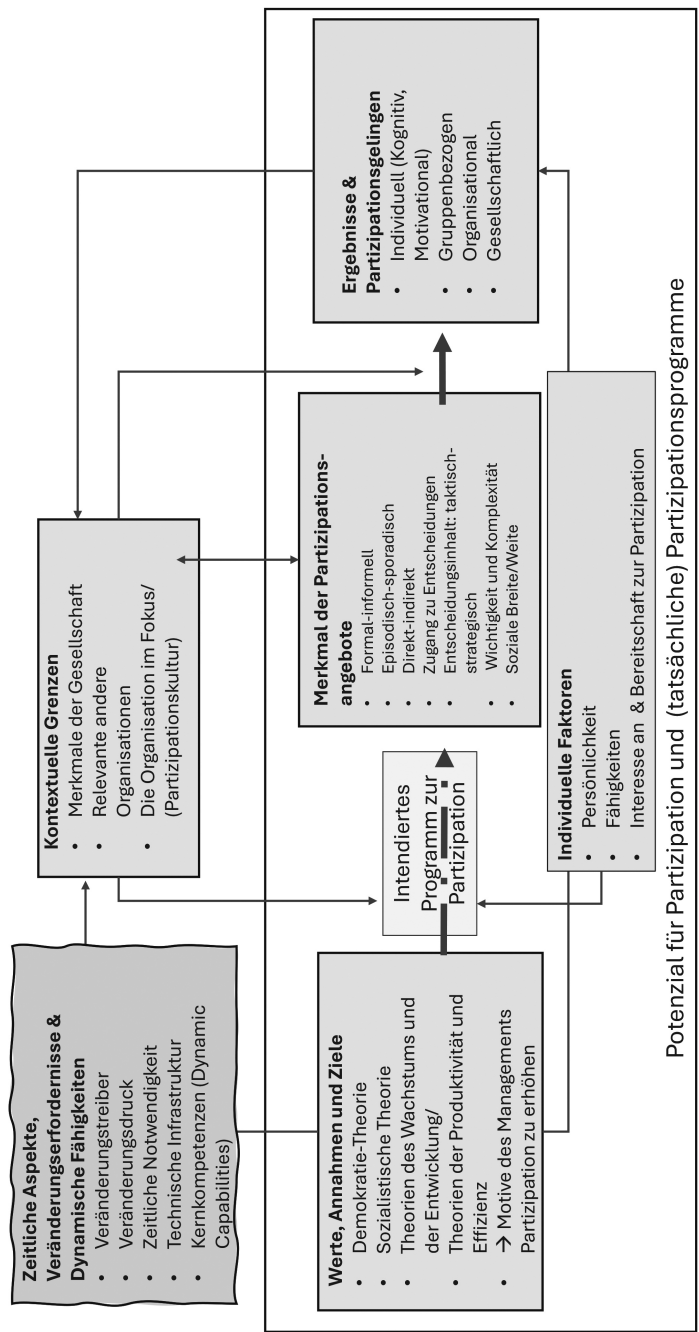 Zeitliche Aspekte,
Veränderungserfordernisse &
Dynamische Fähigkeiten
• Veränderungstreiber
• Veränderungsdruck
• Zeitliche Notwendigkeit
• Technische Infrastruktur
• Kernkompetenzen (Dynamic
Capabilities)
Kontextuelle Grenzen
• Merkmale der Gesellschaft
• Relevante andere
Organisationen
• Die Organisation im Fokus/
(Partizipationskultur)
Werte, Annahmen und Ziele
• Demokratie-Theorie
• Sozialistische Theorie
• Theorien des Wachstums und
der Entwicklung/
• Theorien der Produktivität und
Effizienz
• → Motive des Managements
Partizipation zu erhöhen
Intendiertes
Programm zur
Partizipation
Merkmal der Partizipations-
angebote
• Formal-informell
• Episodisch-sporadisch
• Direkt-indirekt
• Zugang zu Entscheidungen
• Entscheidungsinhalt: taktisch-
strategisch
• Wichtigkeit und Komplexität
• Soziale Breite/Weite
Ergebnisse &
Partizipationsgelingen
• Individuell (Kognitiv,
Motivational)
• Gruppenbezogen
• Organisational
• Gesellschaftlich
Individuelle Faktoren
• Persönlichkeit
• Fähigkeiten
• Interesse an & Bereitschaft zur Partizipation
Potenzial für Partizipation und (tatsächliche) Partizipationsprogramme